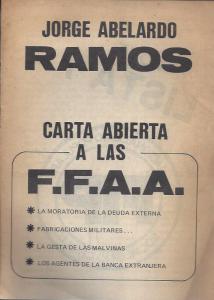 JORGE ABELARDO
RAMOS
CARTA ABIERTA
A LAS
F.F.A.A.
LA MORATORIA DE LA DEUDA EXTERNA
FABRICACIONES MILITARES...
LA GESTA DE LAS MALVINAS
LOS AGENTES DE LA BANCA EXTRANJERA